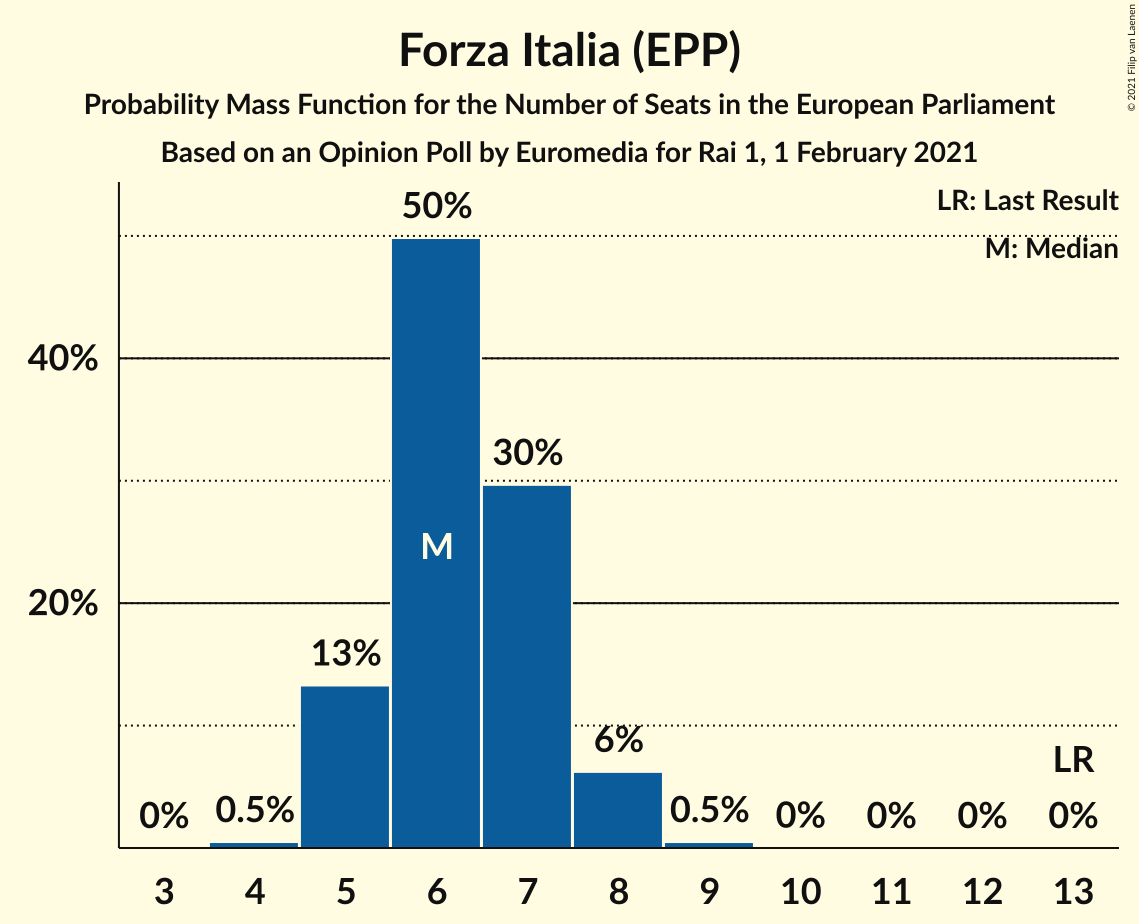 Forza Italia (EPP)
Probability Mass Function for the Number of Seats in the European Parliament
Based on an Opinion Poll by Euromedia for Rai 1, 1 February 2021
© 2021 Filip van Laenen
LR: Last Result
M: Median
50%
40%
30%
M
20%
13%
6%
LR
0% 0.5% 0.5% 0% 0% 0% 0%
3 4 5 6 7 8 9 10 11 12 13